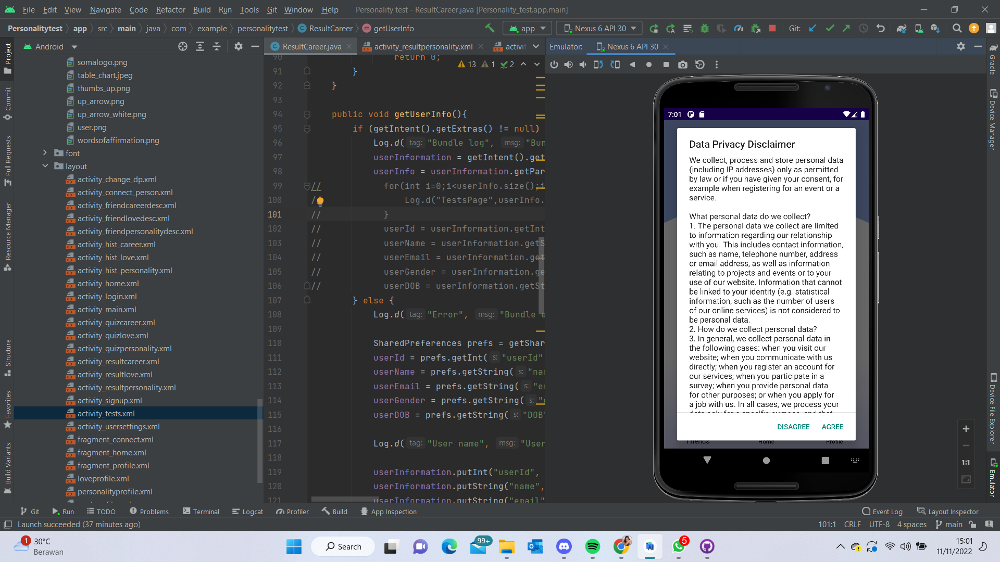 File Edit View Navigate Code Refactor Build Run Tools Git Window Help Personality test - ResultCareer.java [Personality_test.app.main]
Personalitytest app src main java com example personalitytest ResultCareer getUserInfo app Nexus 6 API 30 Git:
Project
Commit
Pull Requests
Resource Manager
Structure
Favorites
Build Variants
Android
somalogo.png
table_chart.jpeg
thumbs_up.png
up_arrow.png
up_arrow_white.png
user.png
wordsofaffirmation.png
font
layout
activity_change_dp.xml
activity_connect_person.xml
activity_friendcareerdesc.xml
activity_friendlovedesc.xml
activity_friendpersonalitydesc.xml
activity_hist_career.xml
activity_hist_love.xml
activity_hist_personality.xml
activity_home.xml
activity_login.xml
activity_main.xml
activity_quizcareer.xml
activity_quizlove.xml
activity_quizpersonality.xml
activity_resultcareer.xml
activity_resultlove.xml
activity_resultpersonality.xml
activity_signup.xml
activity_tests.xml
activity_usersettings.xml
fragment_connect.xml
fragment_home.xml
fragment_profile.xml
loveprofile.xml
personalityprofile.xml
ResultCareer.java activity_resultpersonality.xml activit
13 1 2
90 return 0;
91 }
92 }
93
94 public void getUserInfo(){
95 if (getIntent().getExtras() != null)
96 Log.d( tag: "Bundle log", msg: "Bun
97 userInformation = getIntent().get
98 userInfo = userInformation.getPar
99 // for(int i=0;i<userInfo.size();i
100 / Log.d("TestsPage",userInfo.
101 // }
102 // userId = userInformation.getInt
103 // userName = userInformation.getS
104 // userEmail = userInformation.get
105 // userGender = userInformation.ge
106 // userDOB = userInformation.getSt
107 } else {
108 Log.d( tag: "Error", msg: "Bundle e
109
110 SharedPreferences prefs = getShar
111 userId = prefs.getInt( s: "userId"
112 userName = prefs.getString( s: "nam
113 userEmail = prefs.getString( s: "em
114 userGender = prefs.getString( s: "
115 userDOB = prefs.getString( s: "DOB"
116
117 Log.d( tag: "User name", msg: "User
118
119 userInformation.putInt("userId",
120 userInformation.putString("name",
121 userInformation.putString("email"
Emulator: Nexus 6 API 30
7:01
Data Privacy Disclaimer
We collect, process and store personal data
(including IP addresses) only as permitted
by law or if you have given your consent, for
example when registering for an event or a
service.
What personal data do we collect?
1. The personal data we collect are limited
to information regarding our relationship
with you. This includes contact information,
such as name, telephone number, address
or email address, as well as information
relating to projects and events or to your
use of our website. Information that cannot
be linked to your identity (e.g. statistical
information, such as the number of users
of our online services) is not considered to
be personal data.
2. How do we collect personal data?
3. In general, we collect personal data in
the following cases: when you visit our
website; when you communicate with us
directly; when you register an account for
our services; when you participate in a
survey; when you provide personal data
for other purposes; or when you apply for
a job with us. In all cases, we process your
data only for a specific purpose, and that
DISAGREE AGREE
Friends Home Profile
1:1
Gradle
Device Manager
Device File Explorer
Emulator
Git Run TODO Problems Terminal Logcat Profiler Build App Inspection Event Log Layout Inspector
Launch succeeded (37 minutes ago) 101:1 CRLF UTF-8 4 spaces main
1 30°C
Berawan
Search
99+
5
15:01
11/11/2022